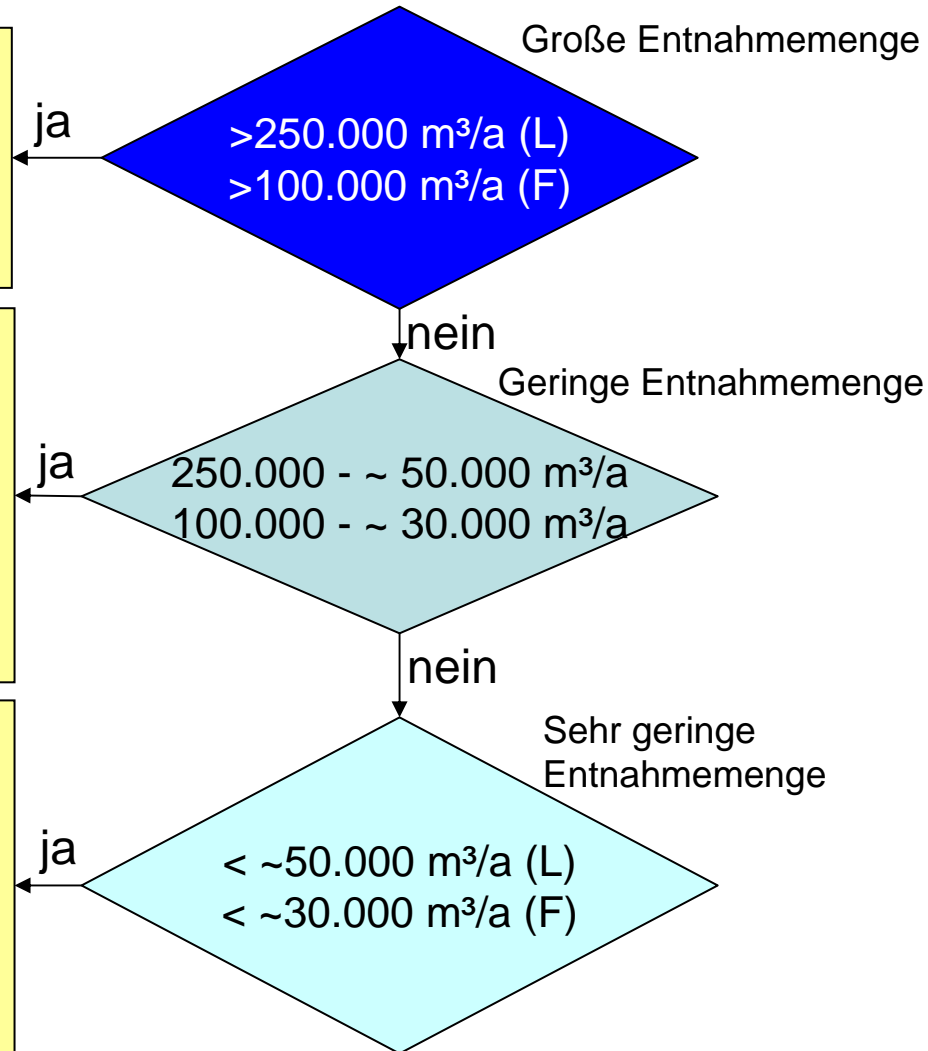 Große Entnahmemenge
ja
>250.000 m³/a (L)
>100.000 m³/a (F)
nein
Geringe Entnahmemenge
ja
250.000 - ~ 50.000 m³/a
100.000 - ~ 30.000 m³/a
nein
Sehr geringe
Entnahmemenge
ja
< ~50.000 m³/a (L)
< ~30.000 m³/a (F)